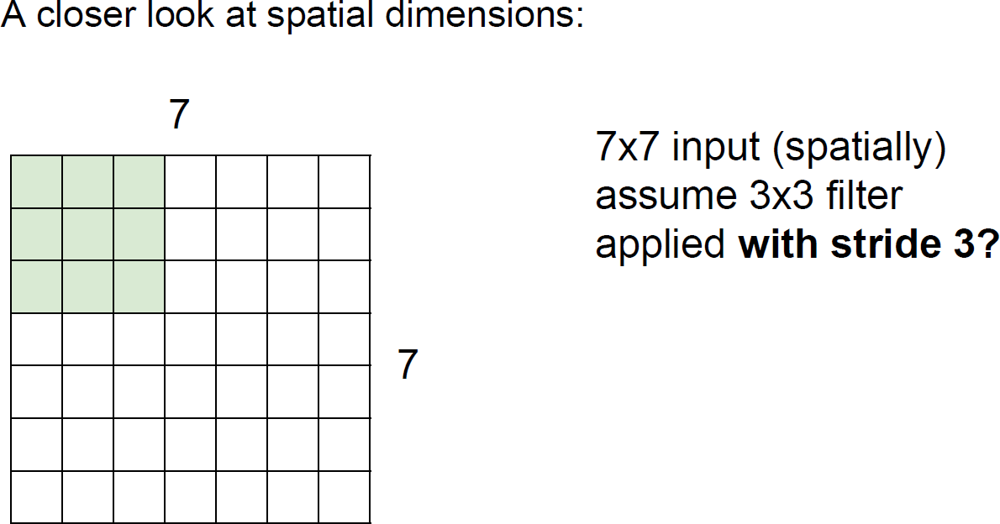 A closer look at spatial dimensions:
7
7x7 input (spatially)
assume 3x3 filter
applied with stride 3?
7